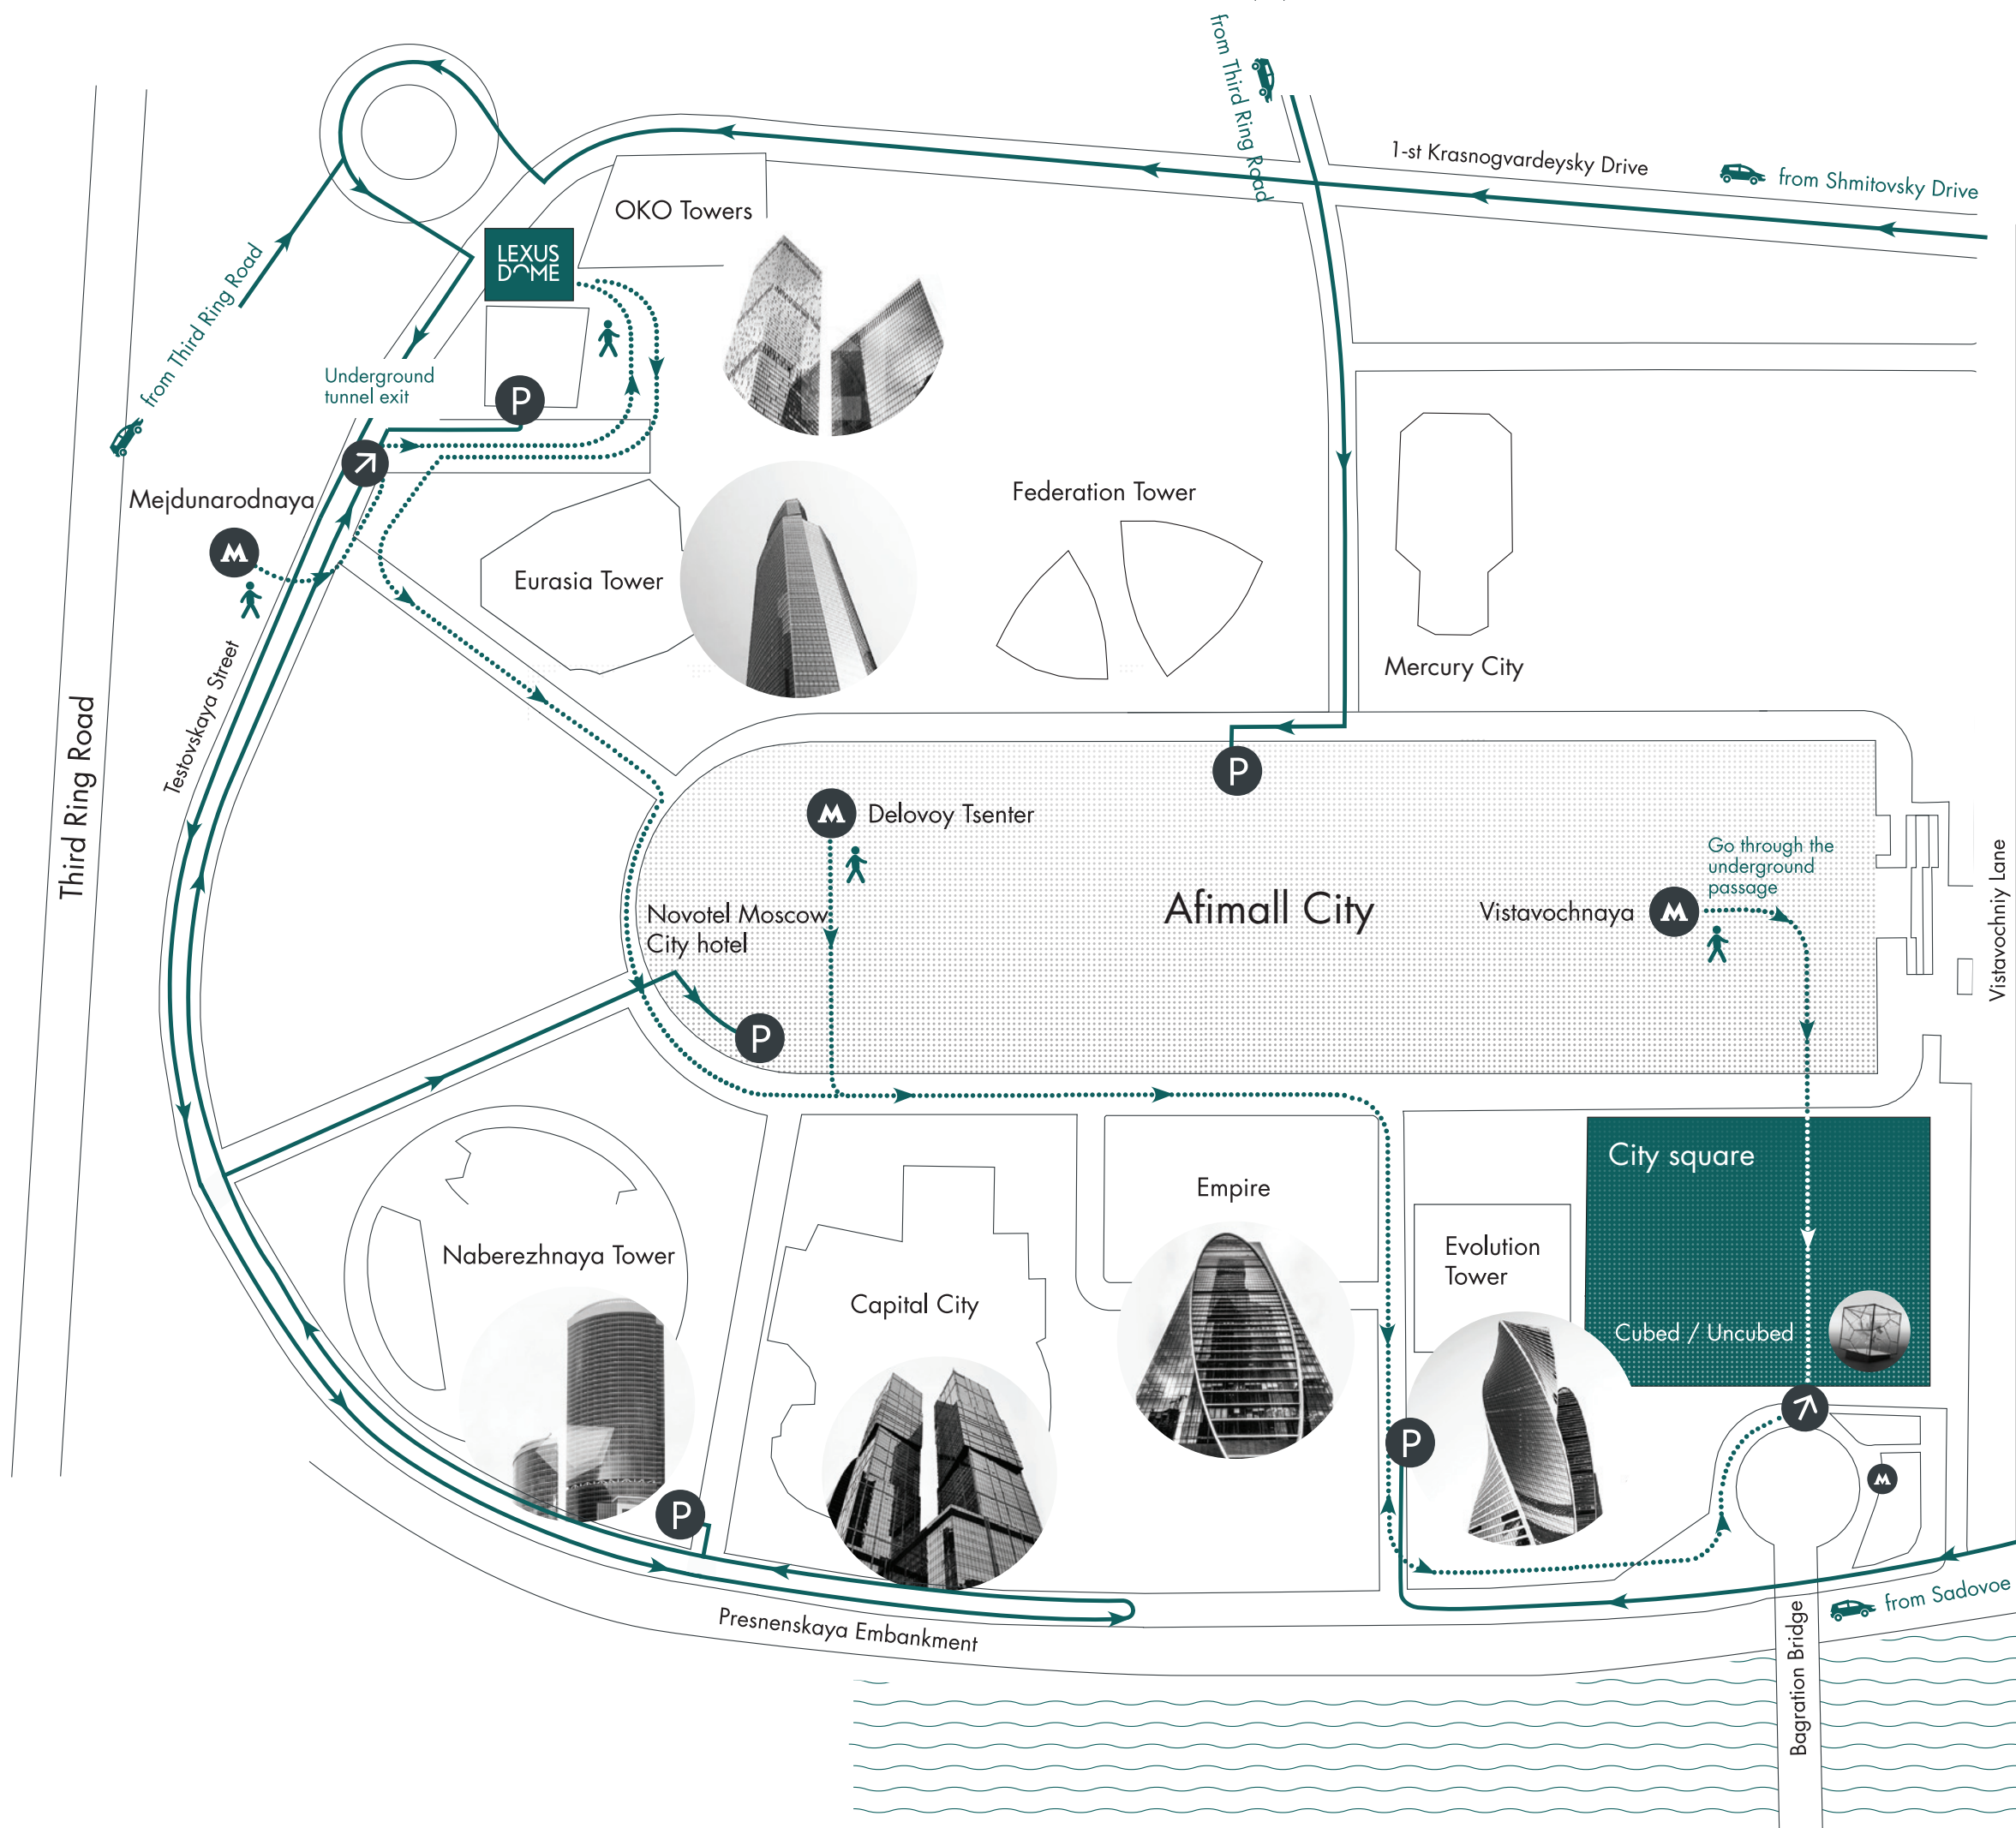 from Third Ring Road
1-st Krasnogvardeysky Drive
from Shmitovsky Drive
OKO Towers
LEXUS
DOME
from Third Ring Road
Underground
tunnel exit
P
Mejdunarodnaya
M
Federation Tower
Eurasia Tower
Mercury City
Testovskaya Street
Third Ring Road
P
M
Delovoy Tsenter
Go through the
underground
passage
Novotel Moscow
City hotel
Afimall City
Vistavochnaya
M
Vistavochniy Lane
P
City square
Empire
Evolution
Tower
Naberezhnaya Tower
Capital City
Cubed / Uncubed
P
M
P
from Sadovoe
Presnenskaya Embankment
Bagration Bridge